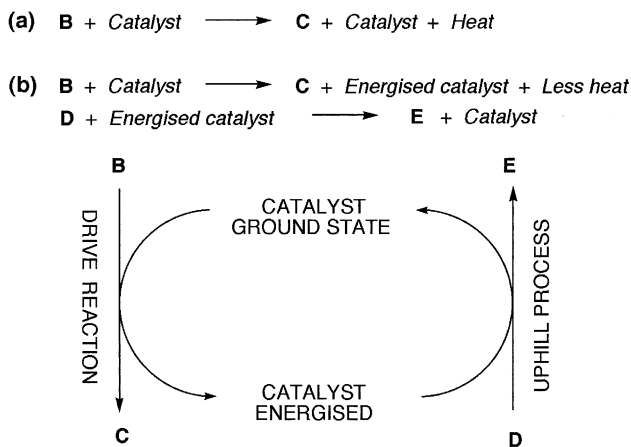 (a) B + Catalyst ⟶ C + Catalyst + Heat
(b) B + Catalyst ⟶ C + Energised catalyst + Less heat
D + Energised catalyst ⟶ E + Catalyst
B
E
DRIVE REACTION
CATALYST
GROUND STATE
UPHILL PROCESS
CATALYST
ENERGISED
C
D